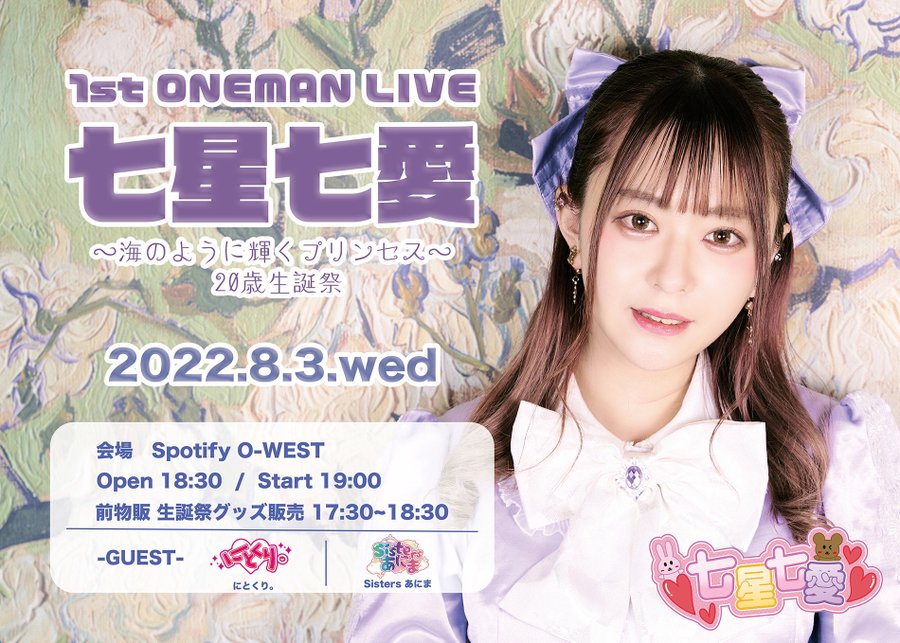 1st ONEMAN LIVE
七星七愛
～海のように輝くプリンセス～
20歳生誕祭
2022.8.3.wed
会場 Spotify O-WEST
Open 18:30 / Start 19:00
前物販 生誕祭グッズ販売 17:30~18:30
-GUEST-
にとくり。
にとくり。
Sisters
あにま
Sisters あにま
七星七愛